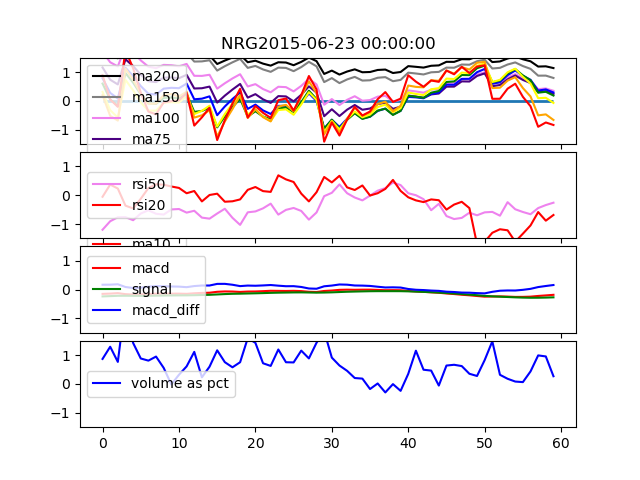 NRG2015-06-23 00:00:00
1
0
−1
ma200
ma150
ma100
ma75
1
0
−1
rsi50
rsi20
ma10
1
0
−1
macd
signal
macd_diff
1
0
−1
volume as pct
0 10 20 30 40 50 60